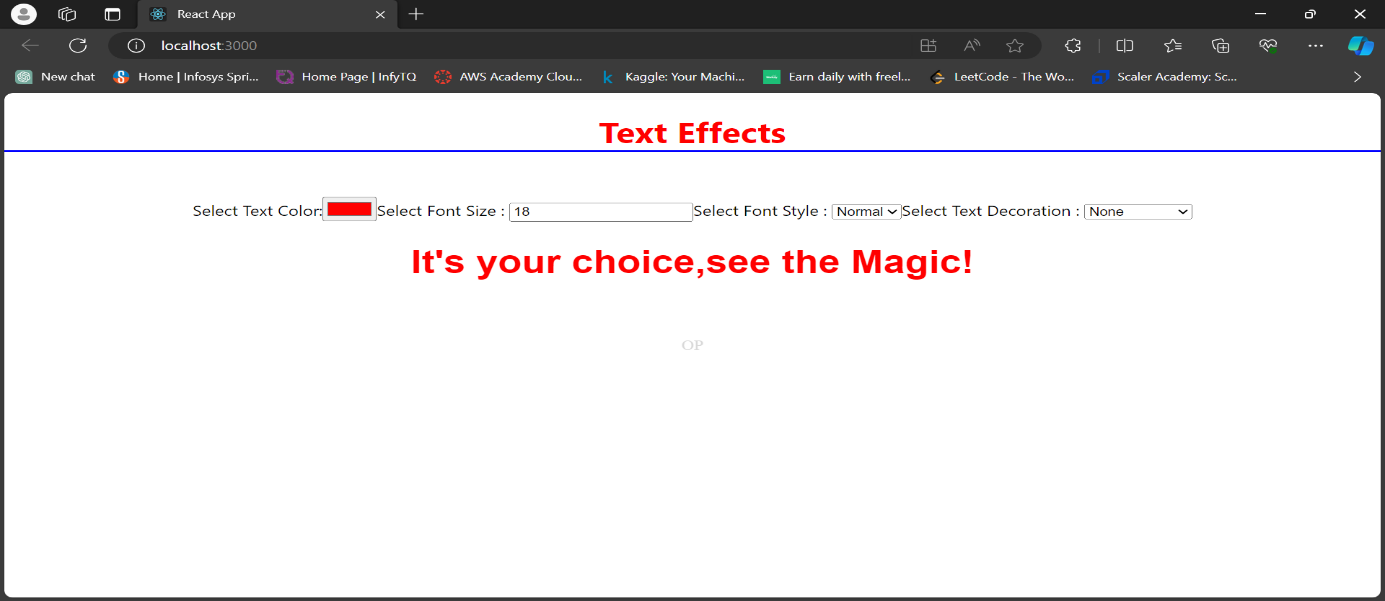 React App
localhost:3000
New chat Home | Infosys Spri... Home Page | InfyTQ AWS Academy Clou... Kaggle: Your Machi... Earn daily with freel... LeetCode - The Wo... Scaler Academy: Sc...
Text Effects
Select Text Color: Select Font Size : 18 Select Font Style : Normal Select Text Decoration : None
It's your choice,see the Magic!
OP